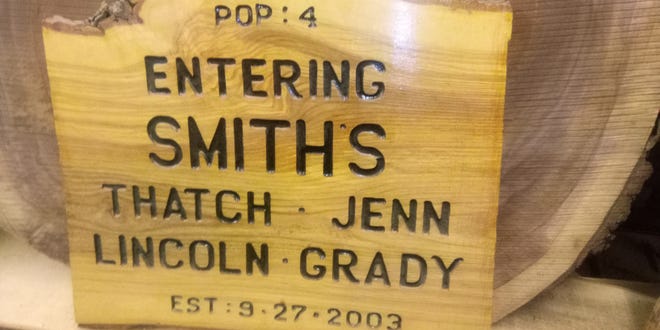 POP:4
ENTERING
SMITH'S
THATCH · JENN
LINCOLN · GRADY
EST:9-27-2003